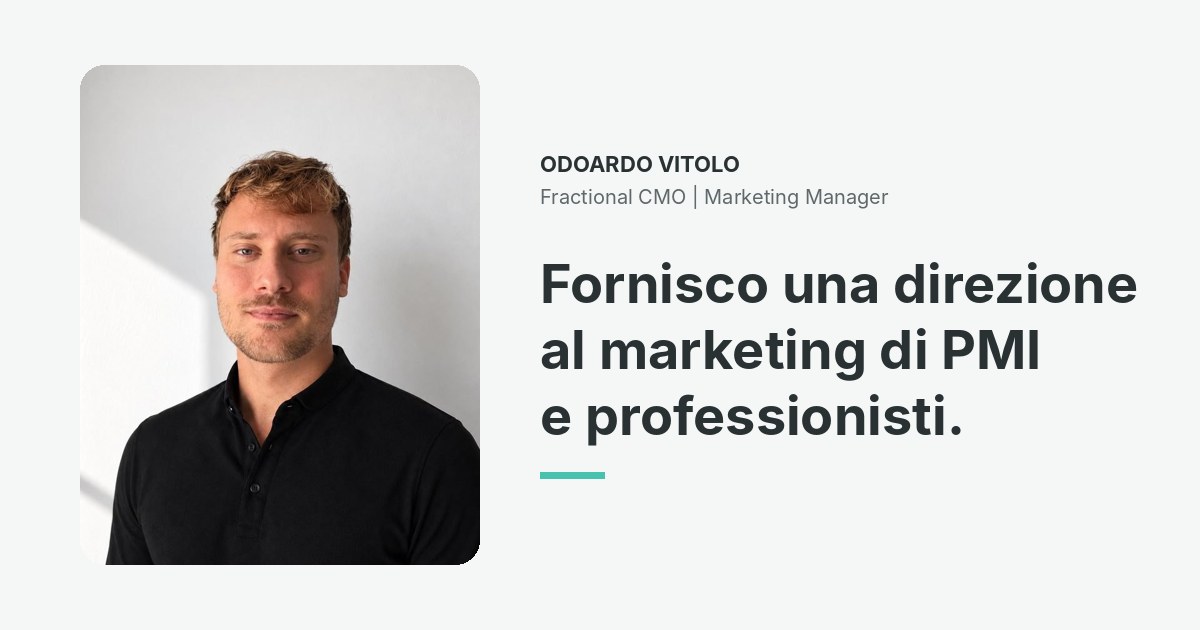 ODOARDO VITOLO
Fractional CMO | Marketing Manager
Fornisco una direzione
al marketing di PMI
e professionisti.